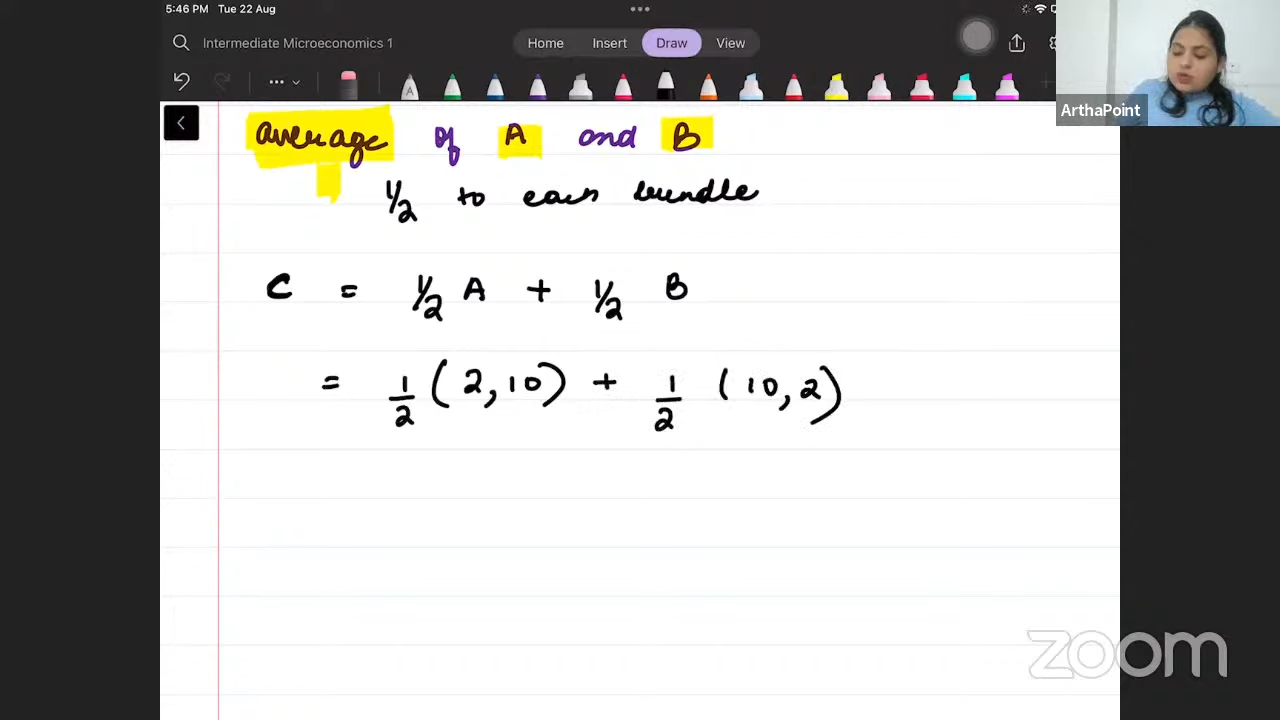 5:46 PM Tue 22 Aug
Intermediate Microeconomics 1
Home Insert Draw View
ArthaPoint
average of A and B
1/2 to each bundle
C = 1/2 A + 1/2 B
= 1/2 (2,10) + 1/2 (10,2)
zoom